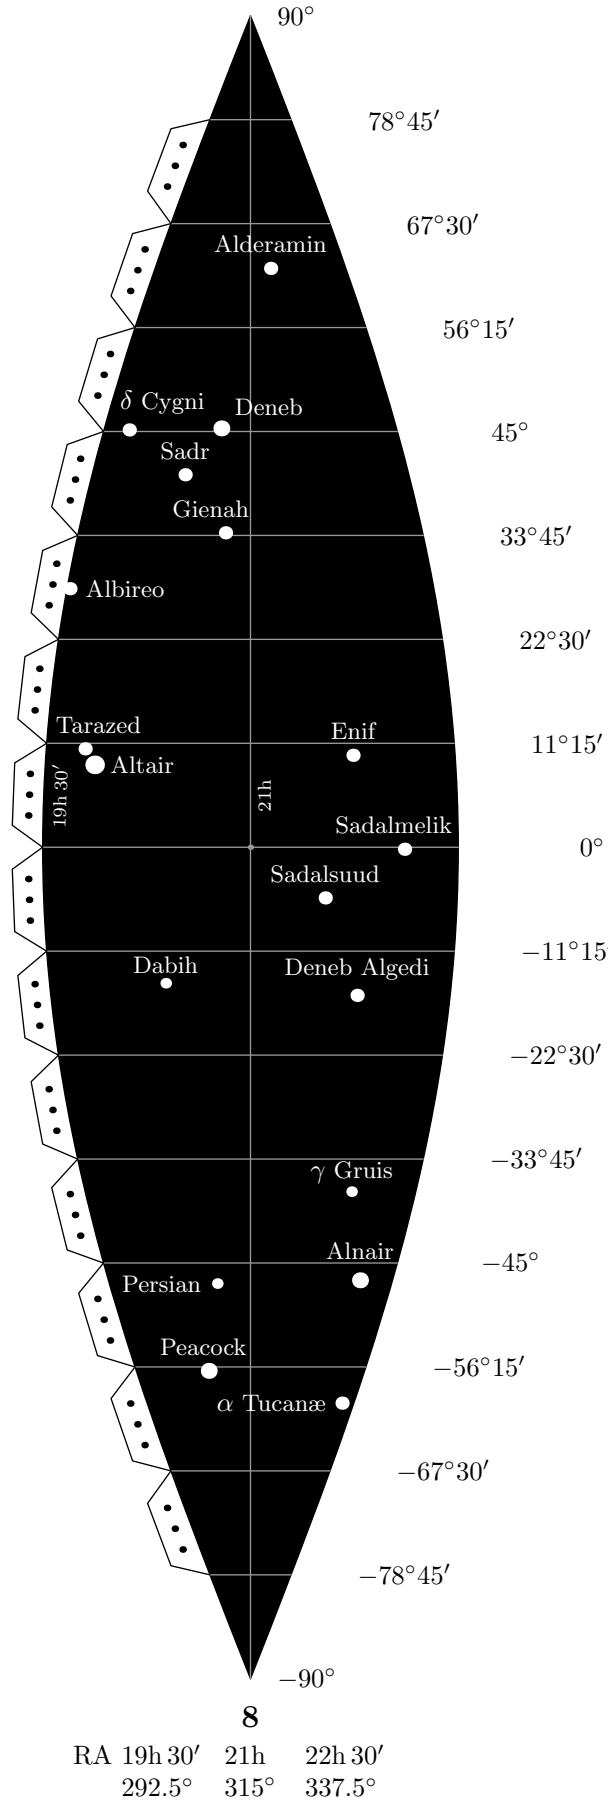 90°
78°45′
67°30′
Alderamin
56°15′
δ Cygni
Deneb
45°
Sadr
Gienah
33°45′
Albireo
22°30′
Tarazed
Enif
11°15′
Altair
19h 30′
21h
Sadalmelik
0°
Sadalsuud
−11°15
Dabih
Deneb Algedi
−22°30′
−33°45′
γ Gruis
Alnair
−45°
Persian
Peacock
−56°15′
α Tucanæ
−67°30′
−78°45′
−90°
8
RA 19h 30′ 21h 22h 30′
292.5° 315° 337.5°